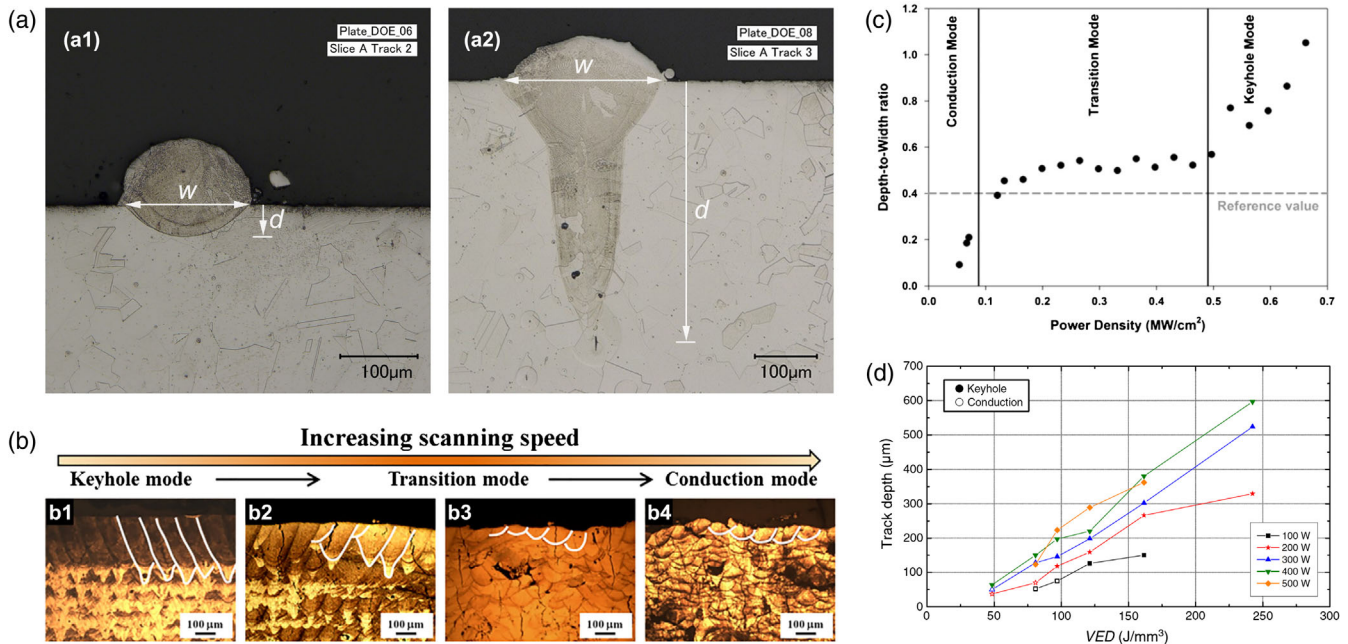 (a)
(a1)
Plate_DOE_06
Slice A Track 2
w
d
100μm
(a2)
Plate_DOE_08
Slice A Track 3
w
d
100μm
(b)
Increasing scanning speed
Keyhole mode
Transition mode
Conduction mode
b1
100 μm
b2
100 μm
b3
100 μm
b4
100 μm
(c)
Depth-to-Width ratio
1.2
1.0
0.8
0.6
0.4
0.2
0.0
Conduction Mode
Transition Mode
Keyhole Mode
Reference value
0.0 0.1 0.2 0.3 0.4 0.5 0.6 0.7
Power Density (MW/cm²)
(d)
Track depth (μm)
700
600
500
400
300
200
100
0
Keyhole
Conduction
100 W
200 W
300 W
400 W
500 W
0 50 100 150 200 250 300
VED (J/mm³)